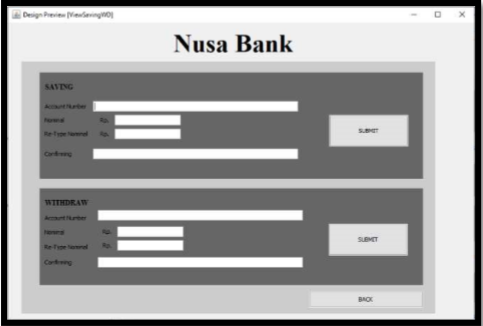 Design Preview [ViewSavingWD]
Nusa Bank
SAVING
Account Number
Nominal Rp.
Re-Type Nominal Rp.
Confirming
SUBMIT
WITHDRAW
Account Number
Nominal Rp.
Re-Type Nominal Rp.
Confirming
SUBMIT
BACK